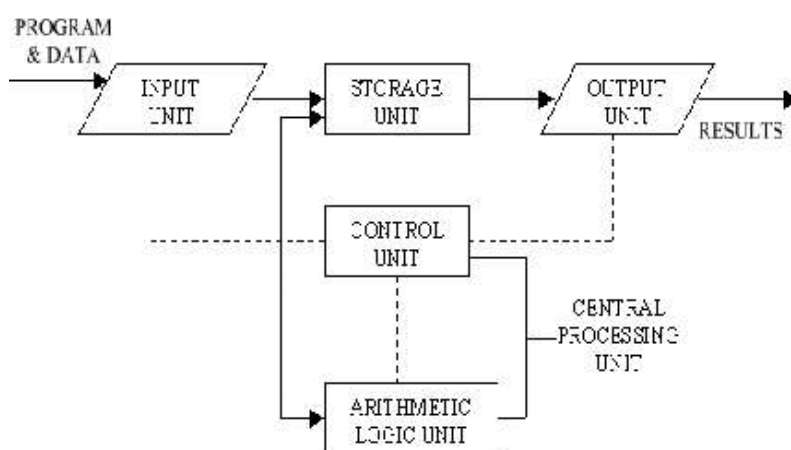 PROGRAM
& DATA
INPUT
UNIT
STORAGE
UNIT
OUTPUT
UNIT
RESULTS
CONTROL
UNIT
CENTRAL
PROCESSING
UNIT
ARITHMETIC
LOGIC UNIT